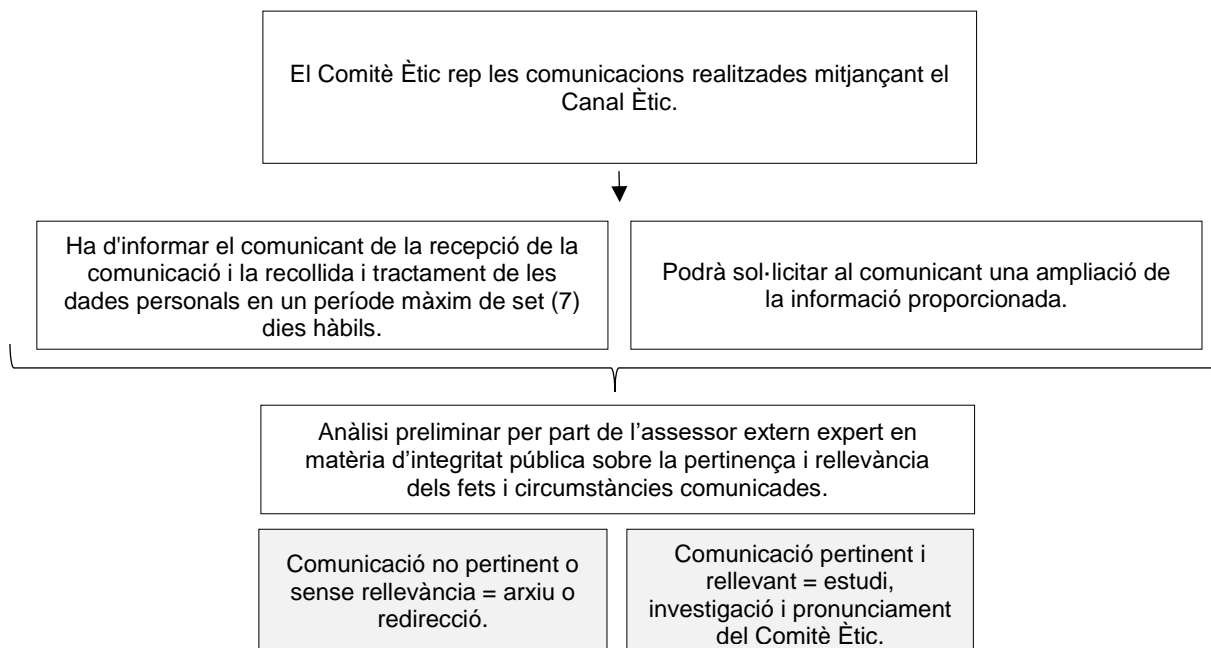 El Comitè Ètic rep les comunicacions realitzades mitjançant el
Canal Ètic.
Ha d'informar el comunicant de la recepció de la
comunicació i la recollida i tractament de les
dades personals en un període màxim de set (7)
dies hàbils.
Podrà sol·licitar al comunicant una ampliació de
la informació proporcionada.
Anàlisi preliminar per part de l’assessor extern expert en
matèria d’integritat pública sobre la pertinença i rellevància
dels fets i circumstàncies comunicades.
Comunicació no pertinent o
sense rellevància = arxiu o
redirecció.
Comunicació pertinent i
rellevant = estudi,
investigació i pronunciament
del Comitè Ètic.